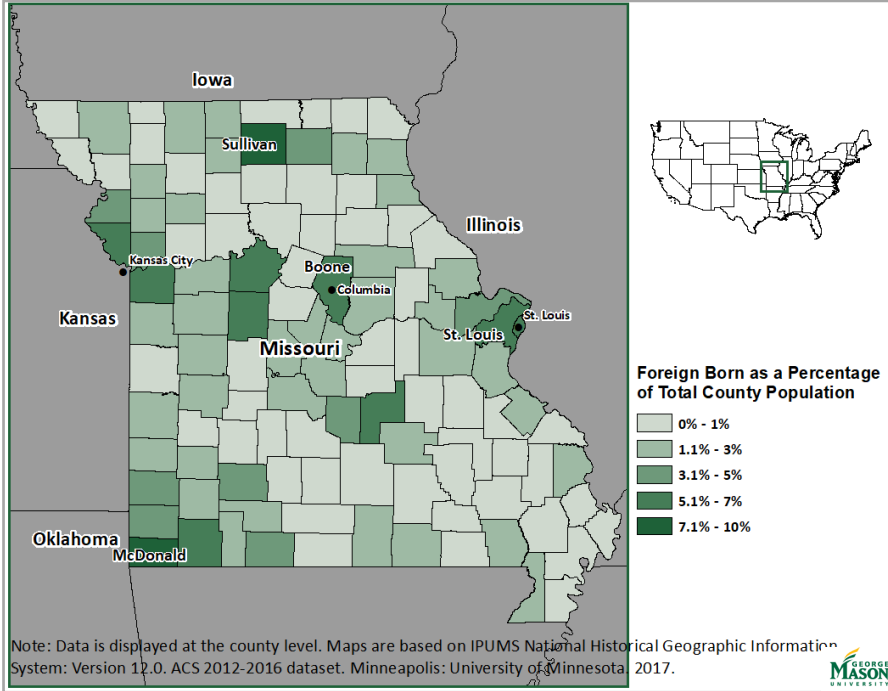 Iowa
Sullivan
Illinois
Kansas City
Boone
Columbia
Kansas
St. Louis
St. Louis
Missouri
Foreign Born as a Percentage
of Total County Population
0% - 1%
1.1% - 3%
3.1% - 5%
5.1% - 7%
7.1% - 10%
Oklahoma
McDonald
Note: Data is displayed at the county level. Maps are based on IPUMS National Historical Geographic Information
System: Version 12.0. ACS 2012-2016 dataset. Minneapolis: University of Minnesota. 2017.
GEORGE
MASON
UNIVERSITY